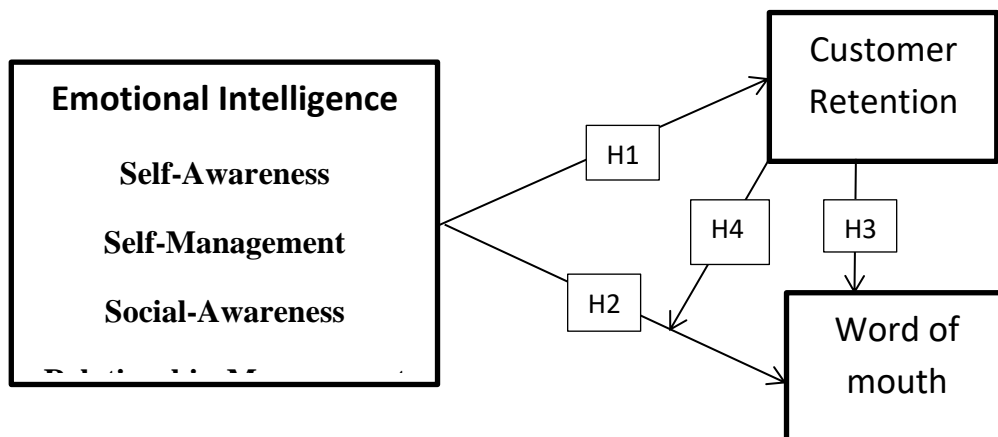 Emotional Intelligence
Self-Awareness
Self-Management
Social-Awareness
Customer
Retention
H1
H4
H3
H2
Word of
mouth